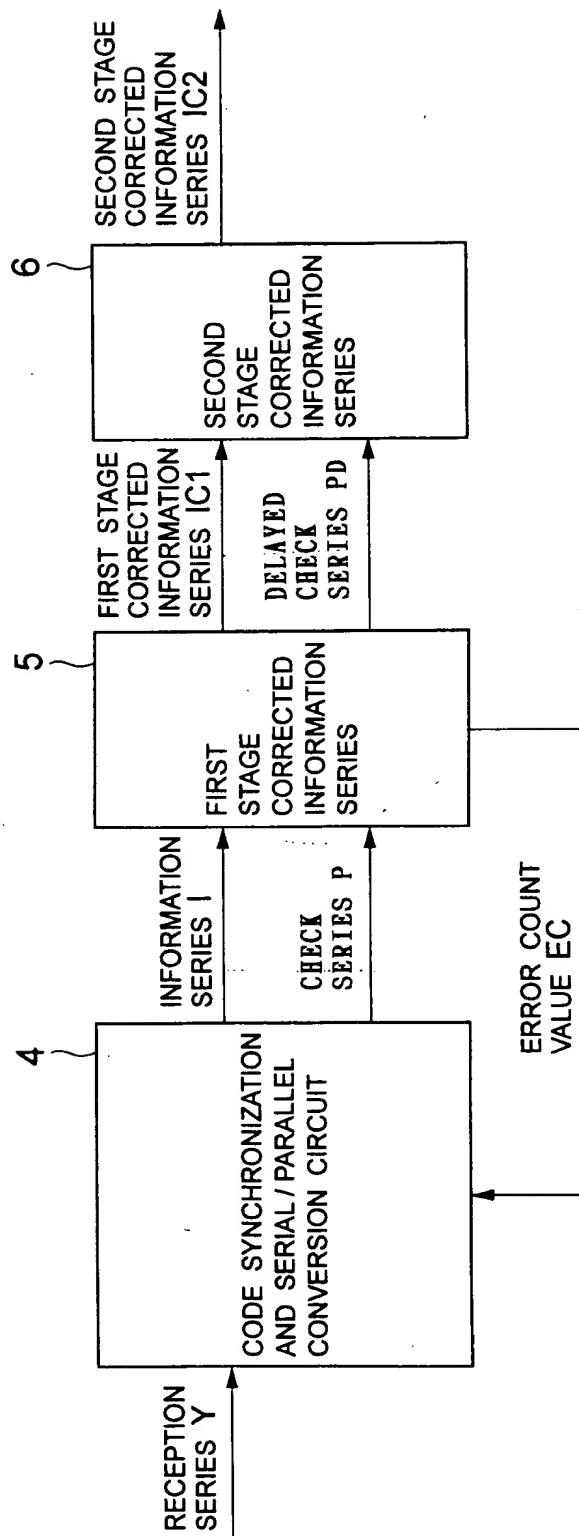 RECEPTION
SERIES Y
4
CODE SYNCHRONIZATION
AND SERIAL/PARALLEL
CONVERSION CIRCUIT
INFORMATION
SERIES I
CHECK
SERIES P
5
FIRST
STAGE
CORRECTED
INFORMATION
SERIES
FIRST STAGE
CORRECTED
INFORMATION
SERIES IC1
DELAYED
CHECK
SERIES PD
6
SECOND
STAGE
CORRECTED
INFORMATION
SERIES
SECOND STAGE
CORRECTED
INFORMATION
SERIES IC2
ERROR COUNT
VALUE EC